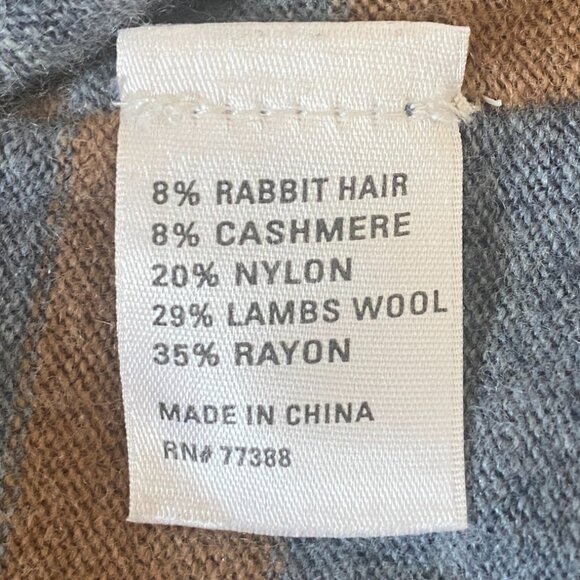 8% RABBIT HAIR
8% CASHMERE
20% NYLON
29% LAMBS WOOL
35% RAYON
MADE IN CHINA
RN# 77388